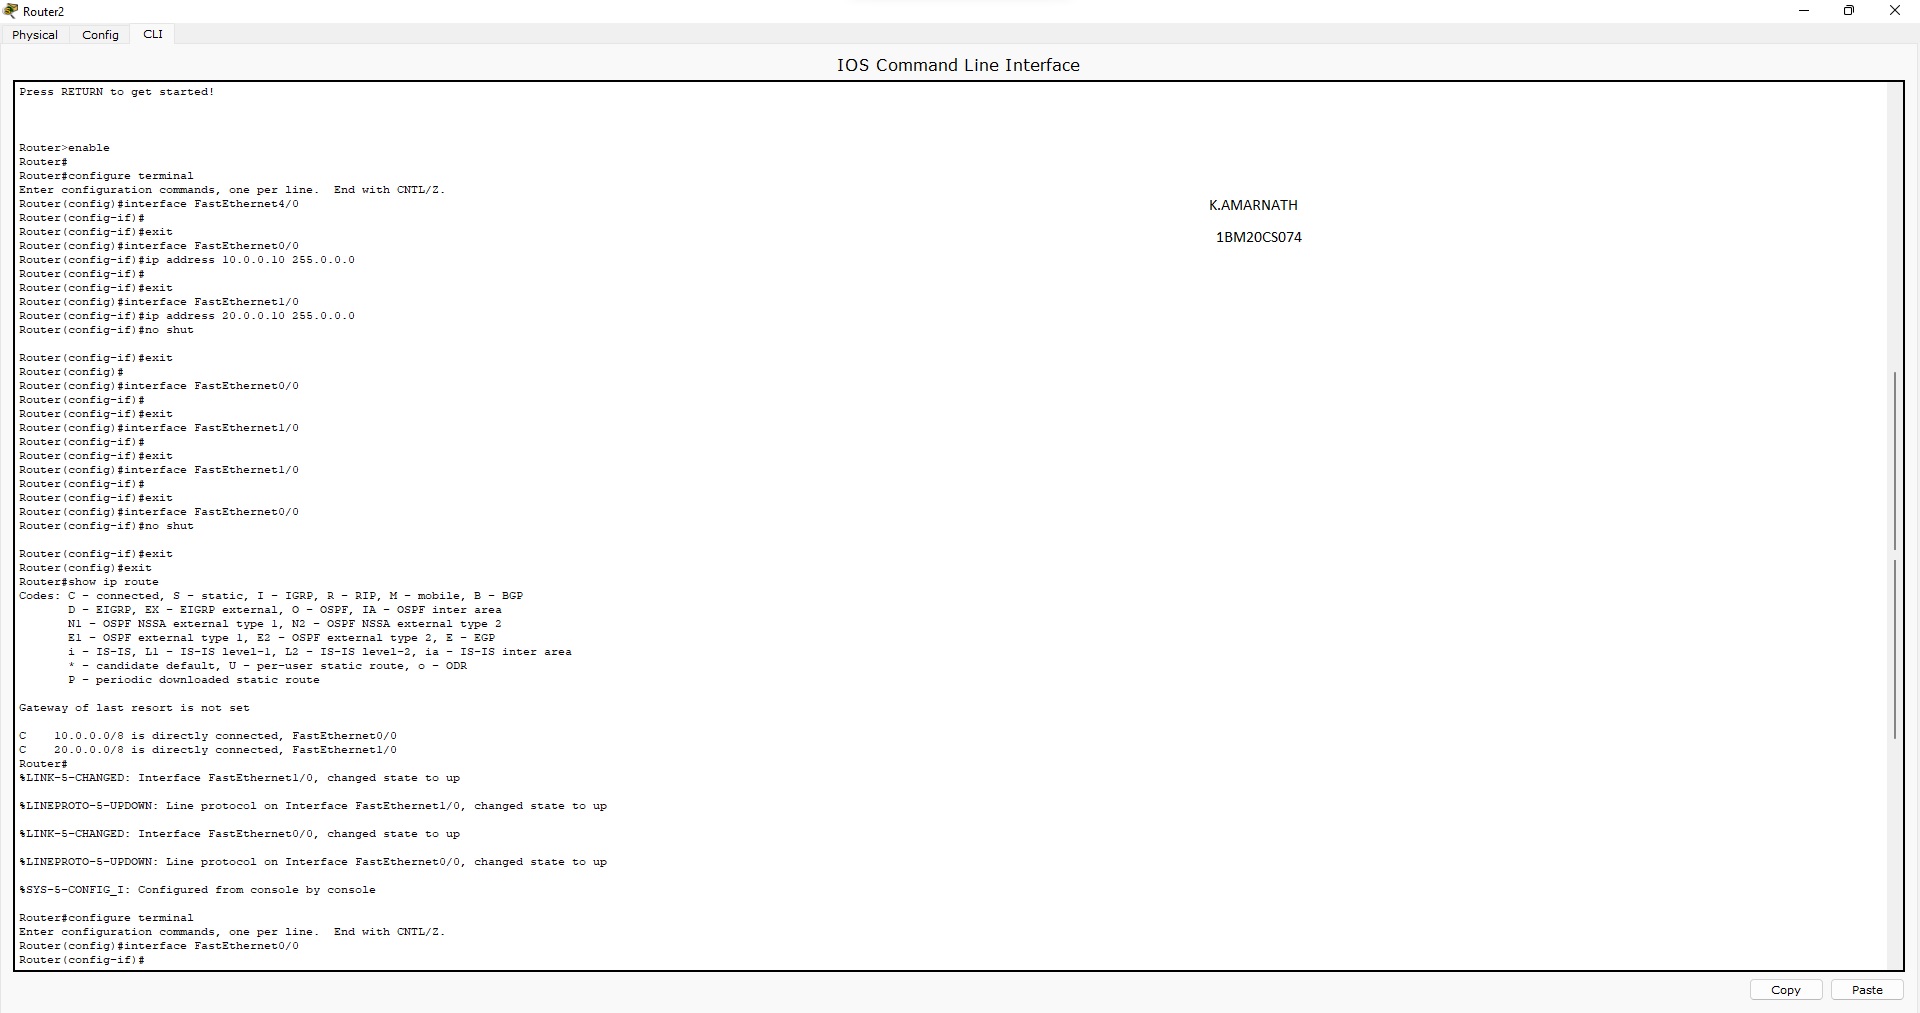 Router2
Physical Config CLI
IOS Command Line Interface
Press RETURN to get started!
Router>enable
Router#
Router#configure terminal
Enter configuration commands, one per line.  End with CNTL/Z.
Router(config)#interface FastEthernet4/0
Router(config-if)#
Router(config-if)#exit
Router(config)#interface FastEthernet0/0
Router(config-if)#ip address 10.0.0.10 255.0.0.0
Router(config-if)#
Router(config-if)#exit
Router(config)#interface FastEthernet1/0
Router(config-if)#ip address 20.0.0.10 255.0.0.0
Router(config-if)#no shut
Router(config-if)#exit
Router(config)#
Router(config)#interface FastEthernet0/0
Router(config-if)#
Router(config-if)#exit
Router(config)#interface FastEthernet1/0
Router(config-if)#
Router(config-if)#exit
Router(config)#interface FastEthernet1/0
Router(config-if)#
Router(config-if)#exit
Router(config)#interface FastEthernet0/0
Router(config-if)#no shut
Router(config-if)#exit
Router(config)#exit
Router#show ip route
Codes: C - connected, S - static, I - IGRP, R - RIP, M - mobile, B - BGP
       D - EIGRP, EX - EIGRP external, O - OSPF, IA - OSPF inter area
       N1 - OSPF NSSA external type 1, N2 - OSPF NSSA external type 2
       E1 - OSPF external type 1, E2 - OSPF external type 2, E - EGP
       i - IS-IS, L1 - IS-IS level-1, L2 - IS-IS level-2, ia - IS-IS inter area
       * - candidate default, U - per-user static route, o - ODR
       P - periodic downloaded static route
Gateway of last resort is not set
C    10.0.0.0/8 is directly connected, FastEthernet0/0
C    20.0.0.0/8 is directly connected, FastEthernet1/0
Router#
%LINK-5-CHANGED: Interface FastEthernet1/0, changed state to up
%LINEPROTO-5-UPDOWN: Line protocol on Interface FastEthernet1/0, changed state to up
%LINK-5-CHANGED: Interface FastEthernet0/0, changed state to up
%LINEPROTO-5-UPDOWN: Line protocol on Interface FastEthernet0/0, changed state to up
%SYS-5-CONFIG_I: Configured from console by console
Router#configure terminal
Enter configuration commands, one per line.  End with CNTL/Z.
Router(config)#interface FastEthernet0/0
Router(config-if)#
K.AMARNATH
1BM20CS074
Copy Paste